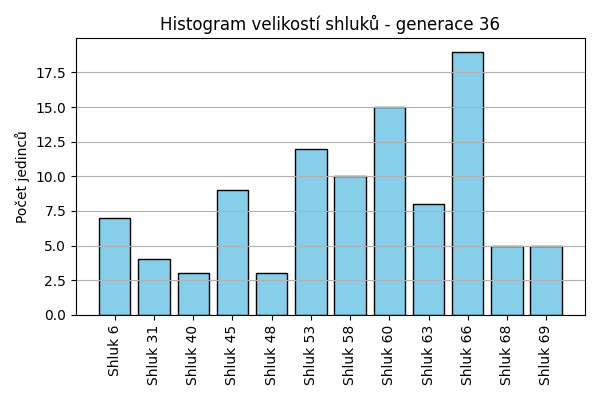 Histogram velikostí shluků - generace 36
Počet jedinců
17.5
15.0
12.5
10.0
7.5
5.0
2.5
0.0
Shluk 6
Shluk 31
Shluk 40
Shluk 45
Shluk 48
Shluk 53
Shluk 58
Shluk 60
Shluk 63
Shluk 66
Shluk 68
Shluk 69